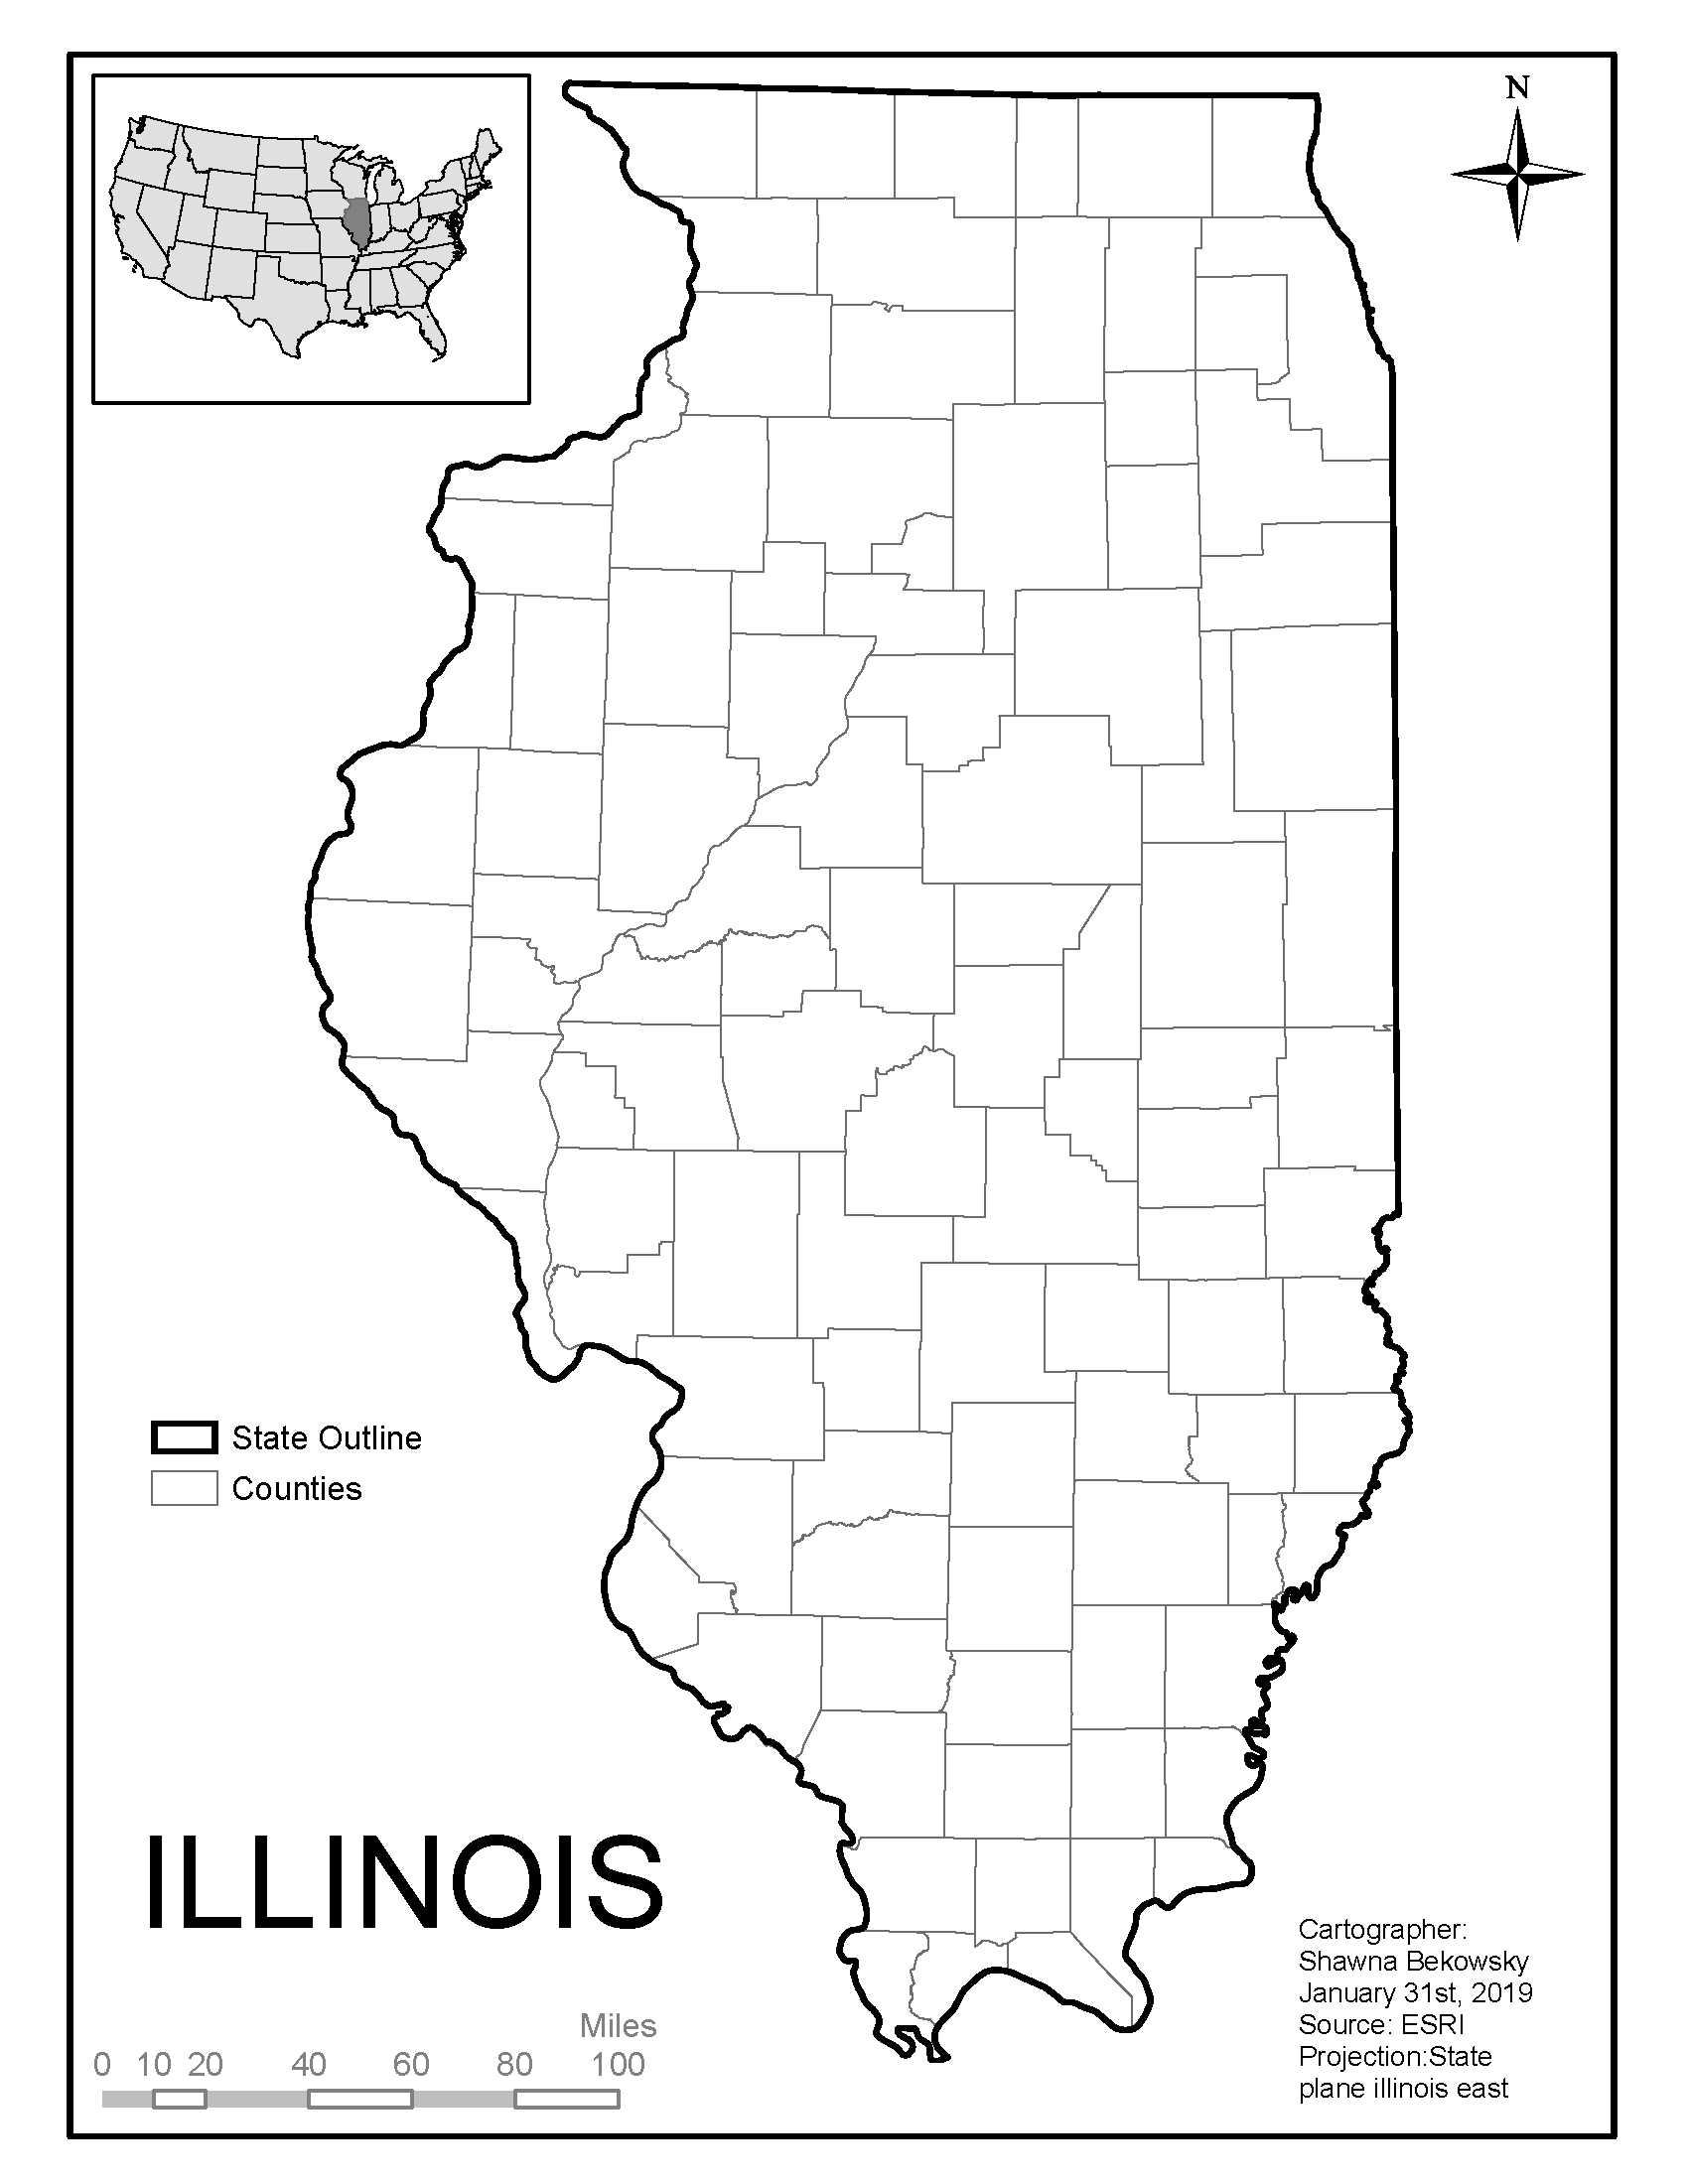 N
State Outline
Counties
ILLINOIS
Miles
0 10 20 40 60 80 100
Cartographer:
Shawna Bekowsky
January 31st, 2019
Source: ESRI
Projection:State
plane illinois east